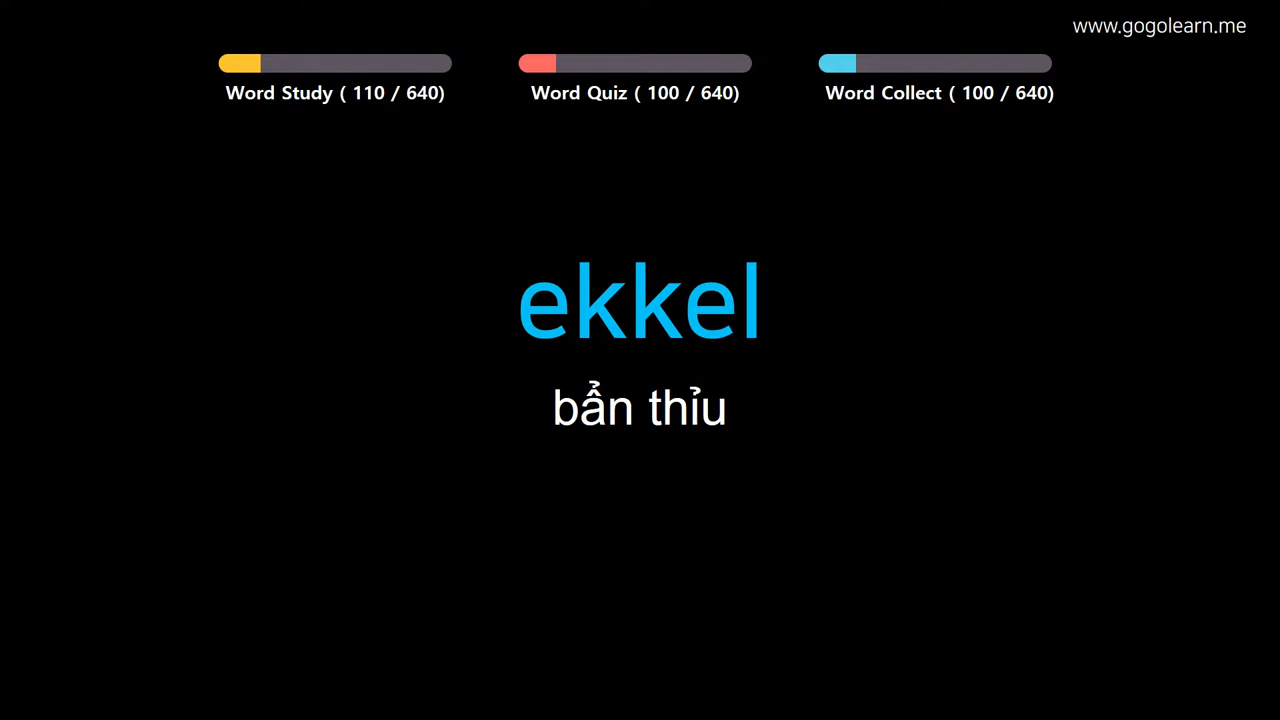 www.gogolearn.me
Word Study ( 110 / 640)
Word Quiz ( 100 / 640)
Word Collect ( 100 / 640)
ekkel
bẩn thỉu